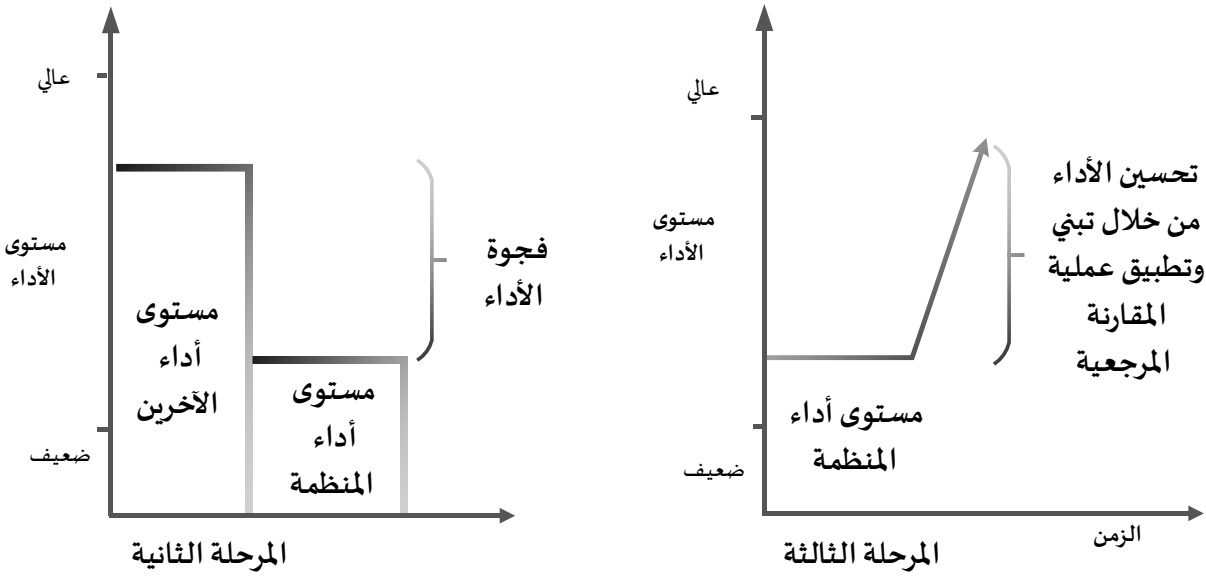 عالي
مستوى
الأداء
ضعيف
مستوى
أداء
الآخرين
مستوى
أداء
المنظمة
فجوة
الأداء
المرحلة الثانية
عالي
مستوى
الأداء
ضعيف
مستوى أداء
المنظمة
تحسين الأداء
من خلال تبني
وتطبيق عملية
المقارنة
المرجعية
الزمن
المرحلة الثالثة